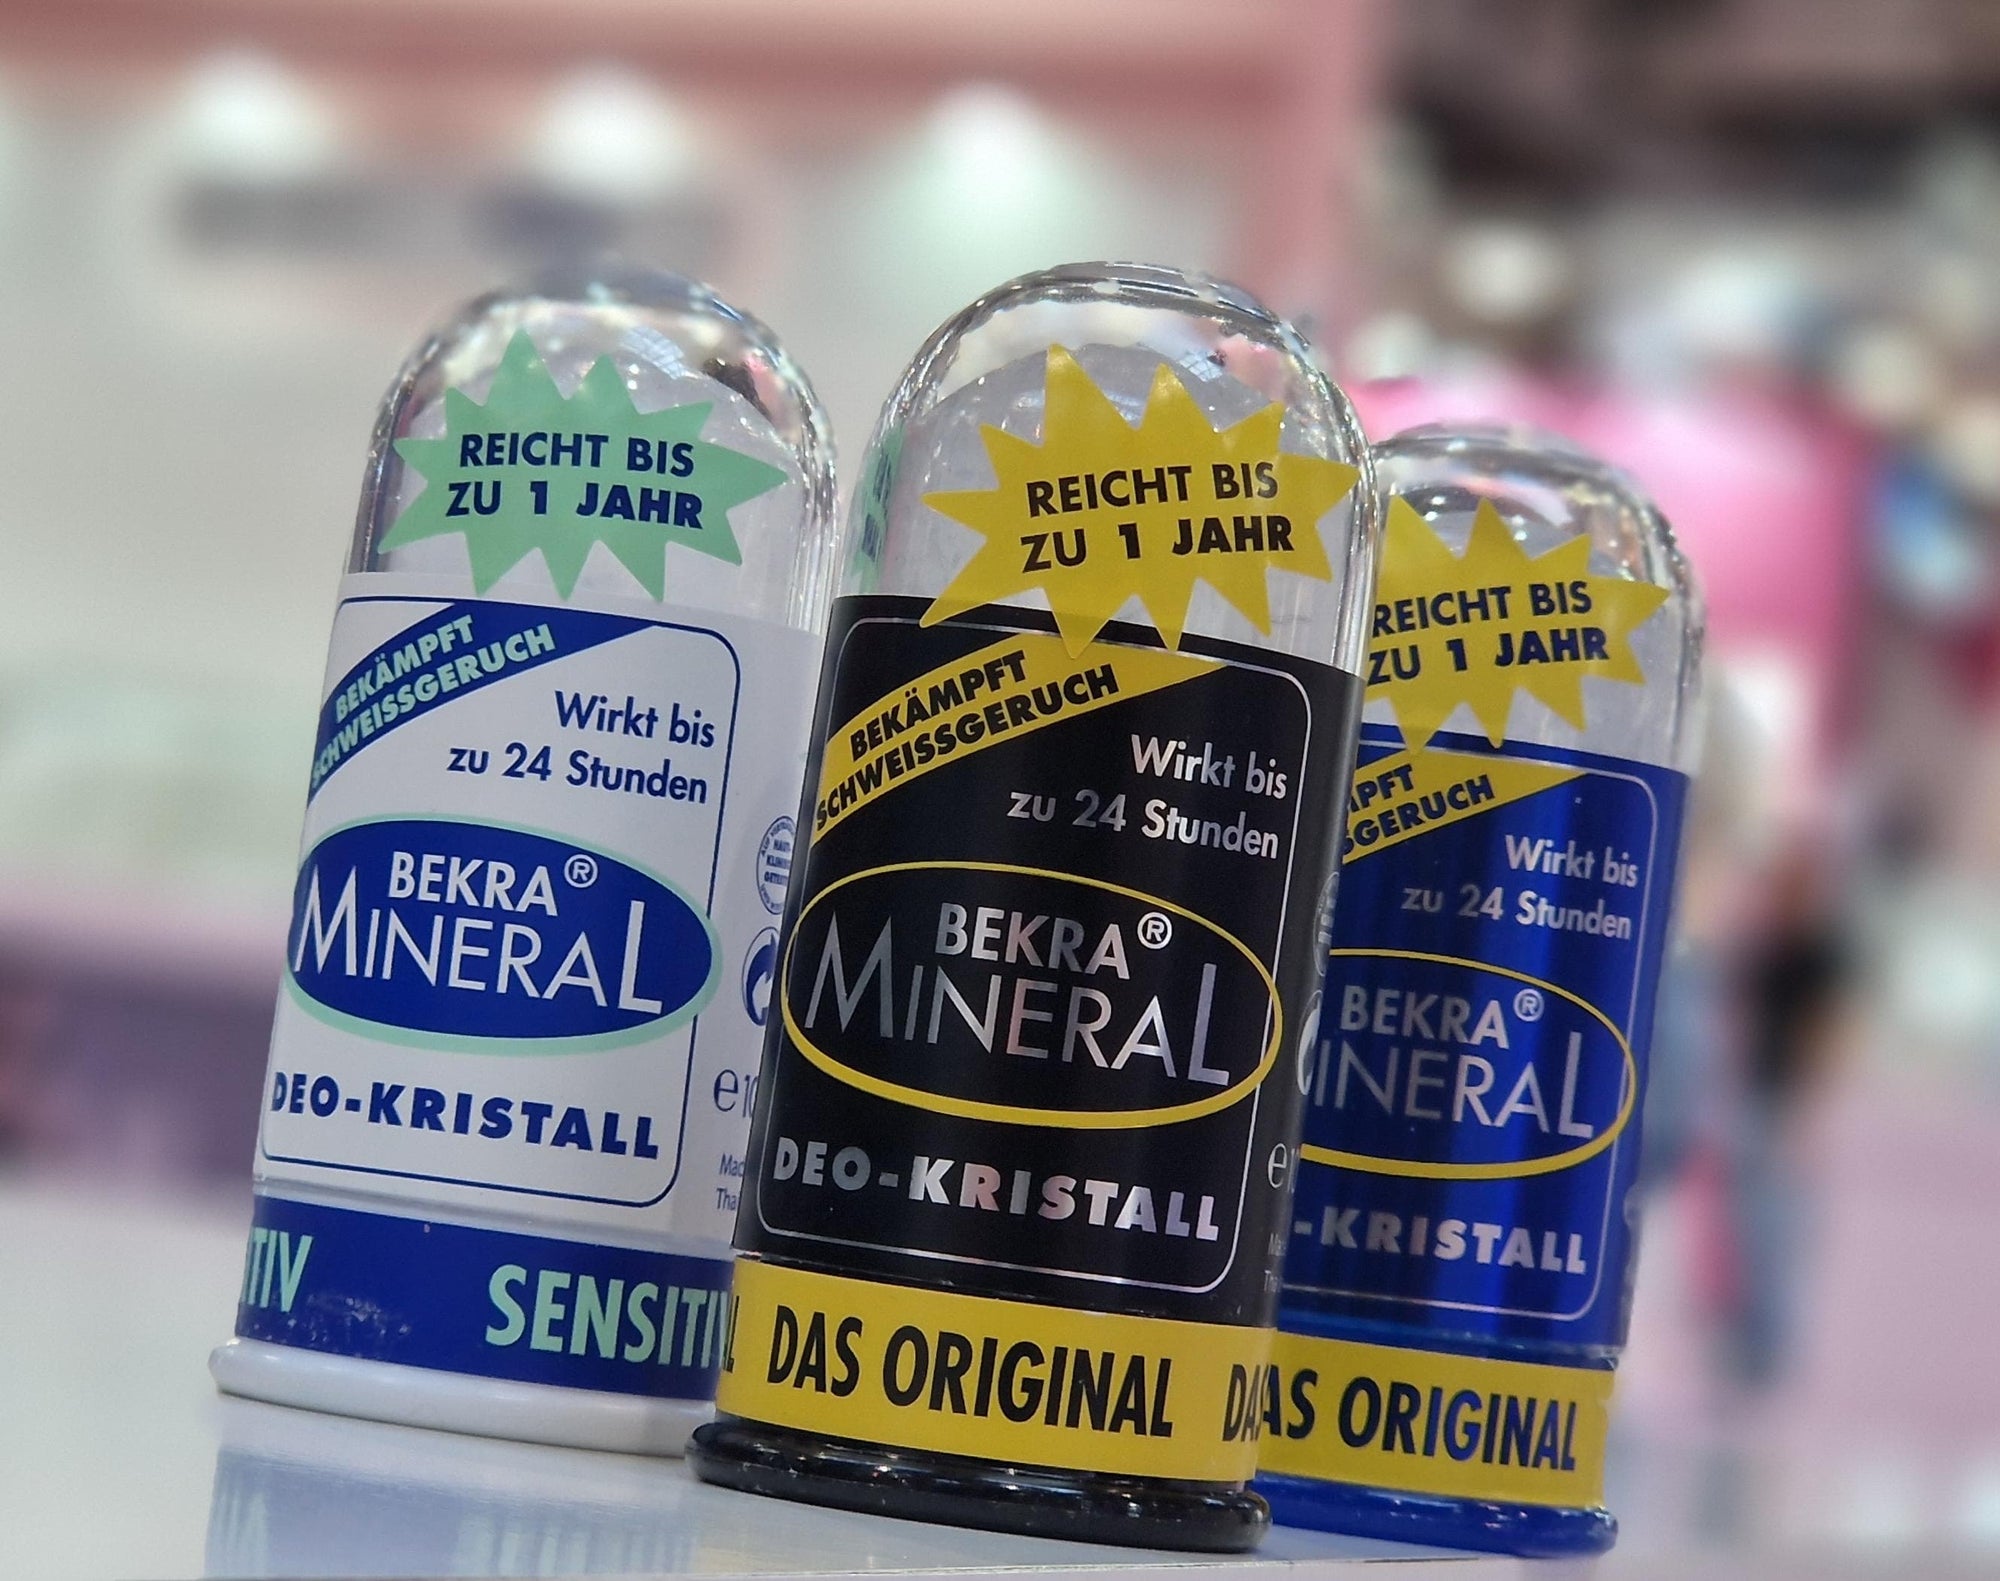 REICHT BIS
ZU 1 JAHR
BEKÄMPFT
SCHWEISSGERUCH
Wirkt bis
zu 24 Stunden
BEKRA®
MINERAL
DEO-KRISTALL
SENSITIV
REICHT BIS
ZU 1 JAHR
BEKÄMPFT
SCHWEISSGERUCH
Wirkt bis
zu 24 Stunden
BEKRA®
MINERAL
DEO-KRISTALL
DAS ORIGINAL
REICHT BIS
ZU 1 JAHR
Wirkt bis
zu 24 Stunden
BEKRA®
MINERAL
-KRISTALL
DAS ORIGINAL